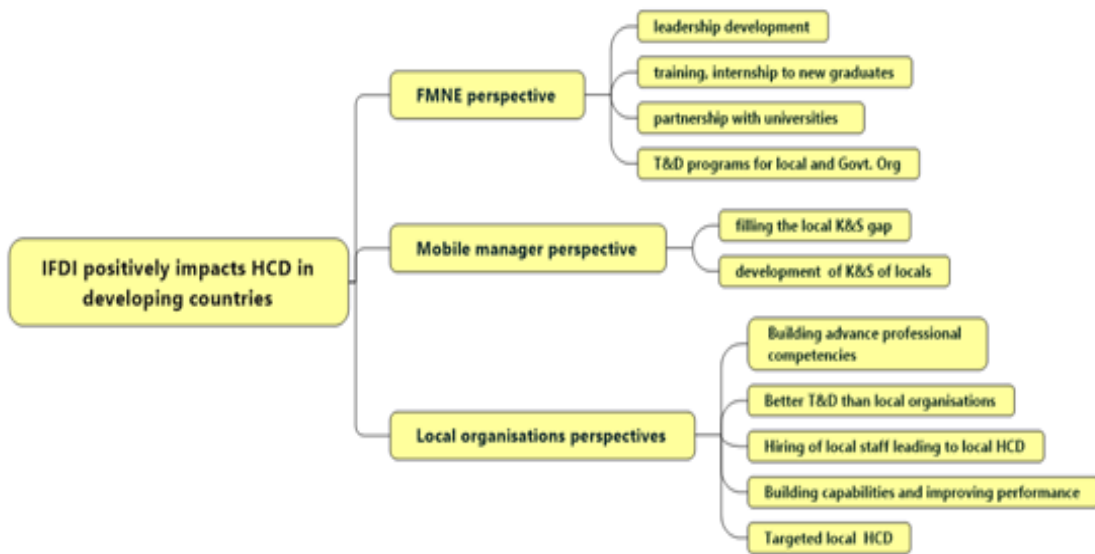 leadership development
training, internship to new graduates
FMNE perspective
partnership with universities
T&D programs for local and Govt. Org
filling the local K&S gap
Mobile manager perspective
development of K&S of locals
IFDI positively impacts HCD in
developing countries
Building advance professional
competencies
Better T&D than local organisations
Local organisations perspectives
Hiring of local staff leading to local HCD
Building capabilities and improving performance
Targeted local HCD